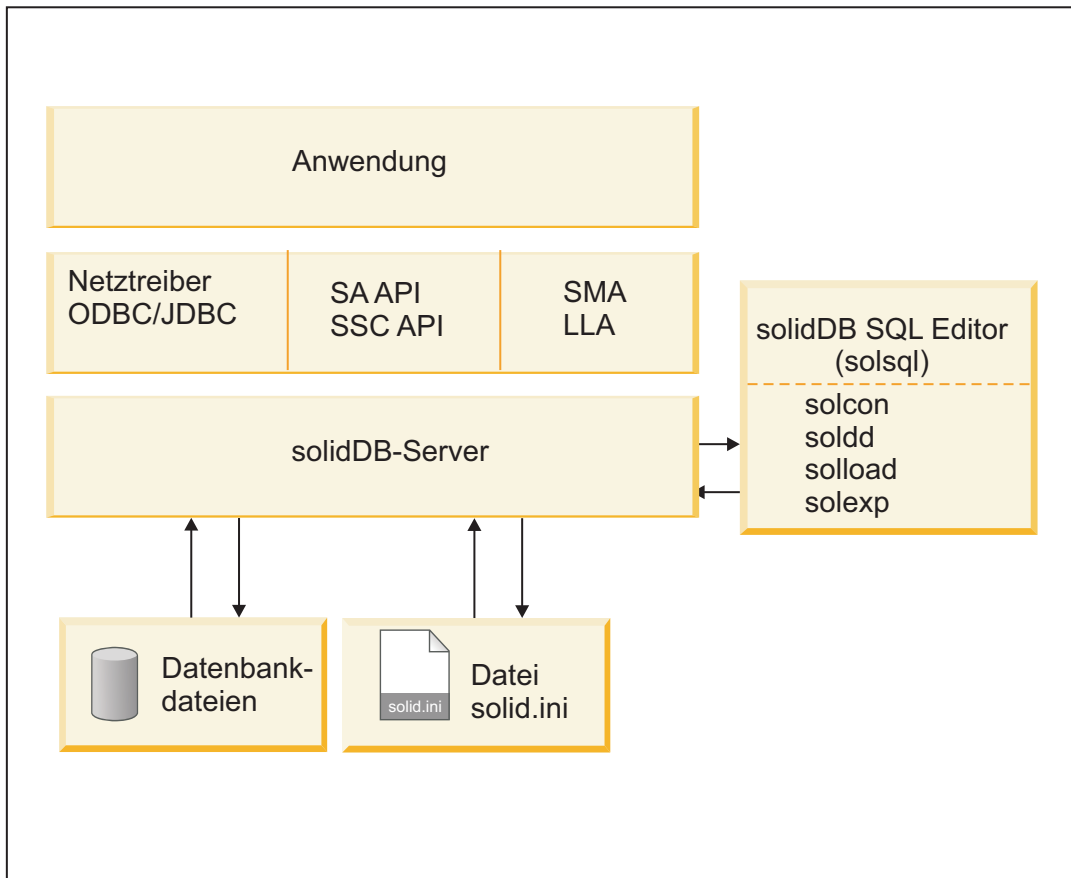 Anwendung
Netztreiber
ODBC/JDBC
SA API
SSC API
SMA
LLA
solidDB SQL Editor
(solsql)
solcon
soldd
solload
solexp
solidDB-Server
Datenbank-
dateien
solid.ini
Datei
solid.ini